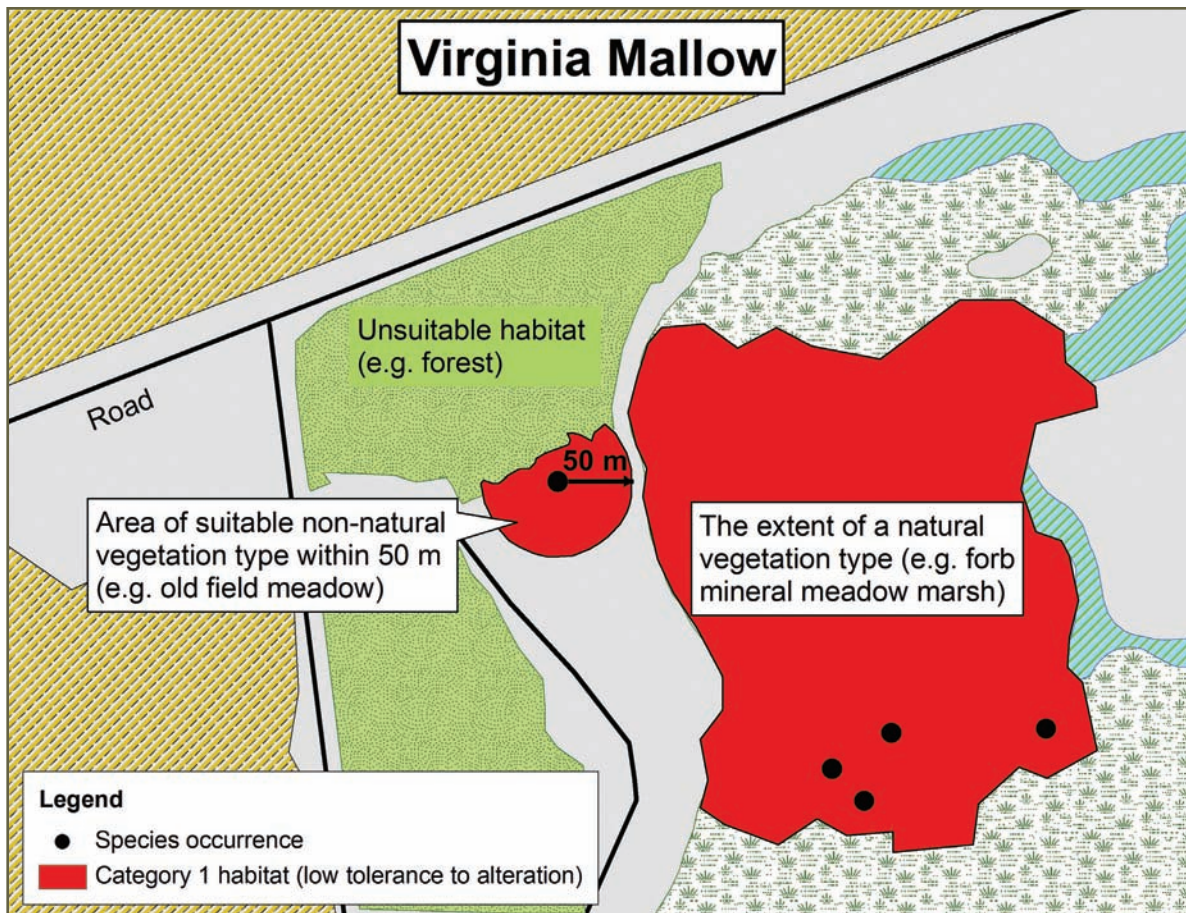 Virginia Mallow
Unsuitable habitat
(e.g. forest)
Road
50 m
Area of suitable non-natural
vegetation type within 50 m
(e.g. old field meadow)
The extent of a natural
vegetation type (e.g. forb
mineral meadow marsh)
Legend
Species occurrence
Category 1 habitat (low tolerance to alteration)